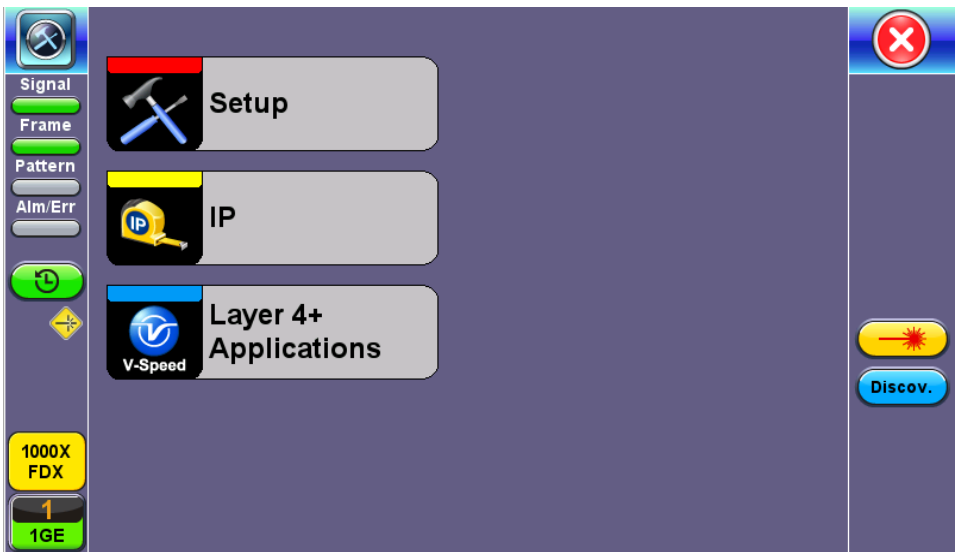 Signal
Frame
Pattern
Alm/Err
1000X
FDX
1
1GE
Setup
IP
IP
V-Speed
Layer 4+
Applications
Discov.